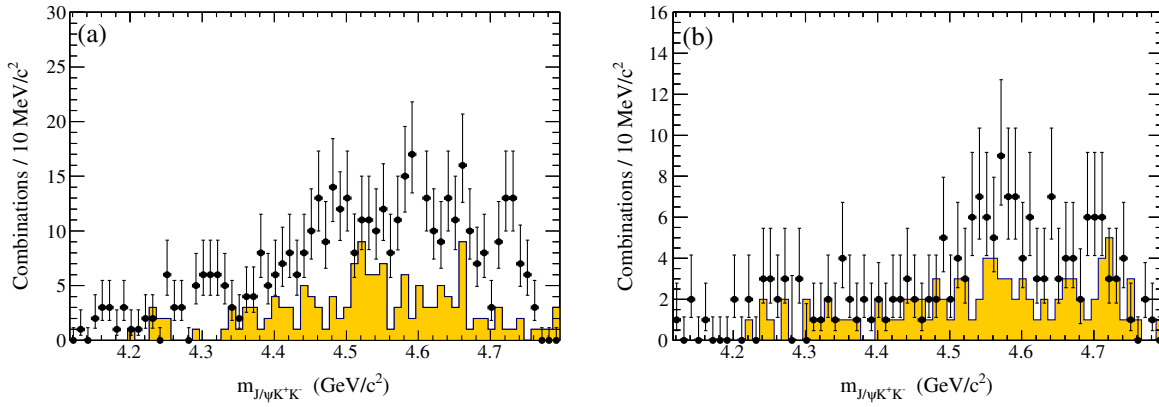 (a)
Combinations / 10 MeV/c²
30
25
20
15
10
5
0
4.2 4.3 4.4 4.5 4.6 4.7
m_J/ψK⁺K⁻ (GeV/c²)
(b)
Combinations / 10 MeV/c²
16
14
12
10
8
6
4
2
0
4.2 4.3 4.4 4.5 4.6 4.7
m_J/ψK⁺K⁻ (GeV/c²)